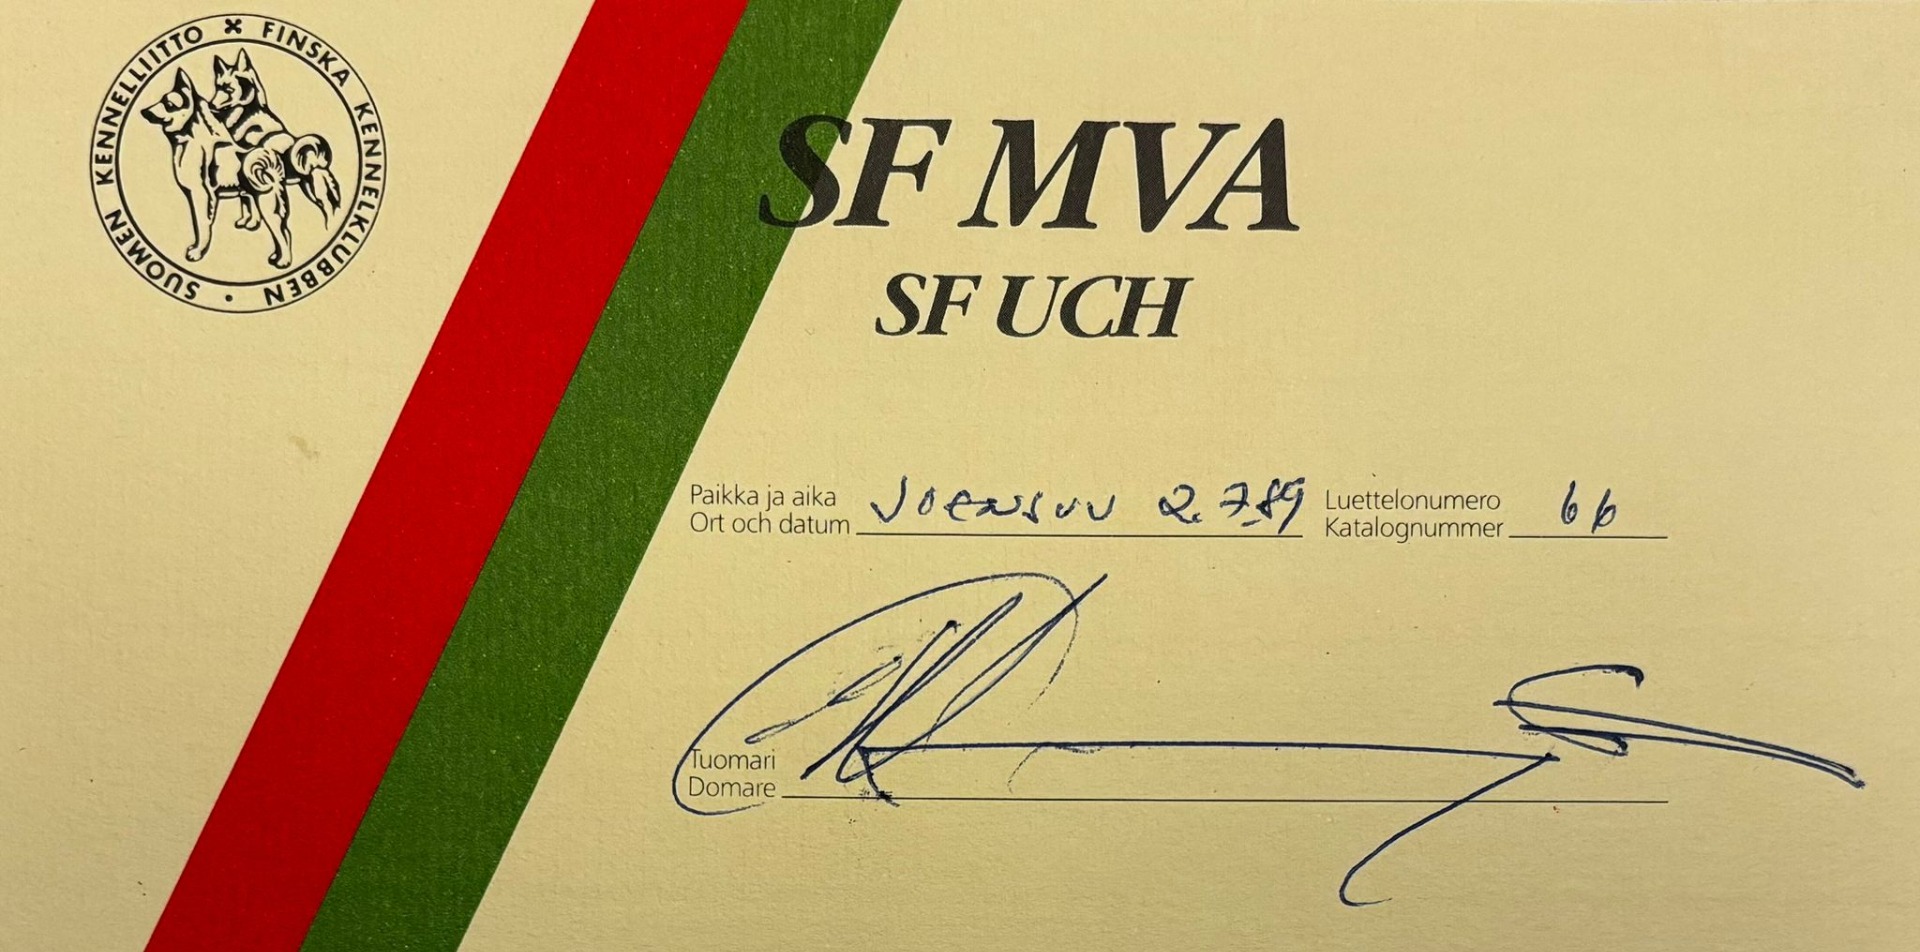 SUOMEN KENNELLIITTO FINSKA KENNELKLUBBEN
SF MVA
SF UCH
Paikka ja aika
Ort och datum Joensuu 2.7.89
Luettelonumero
Katalognummer 66
Tuomari
Domare